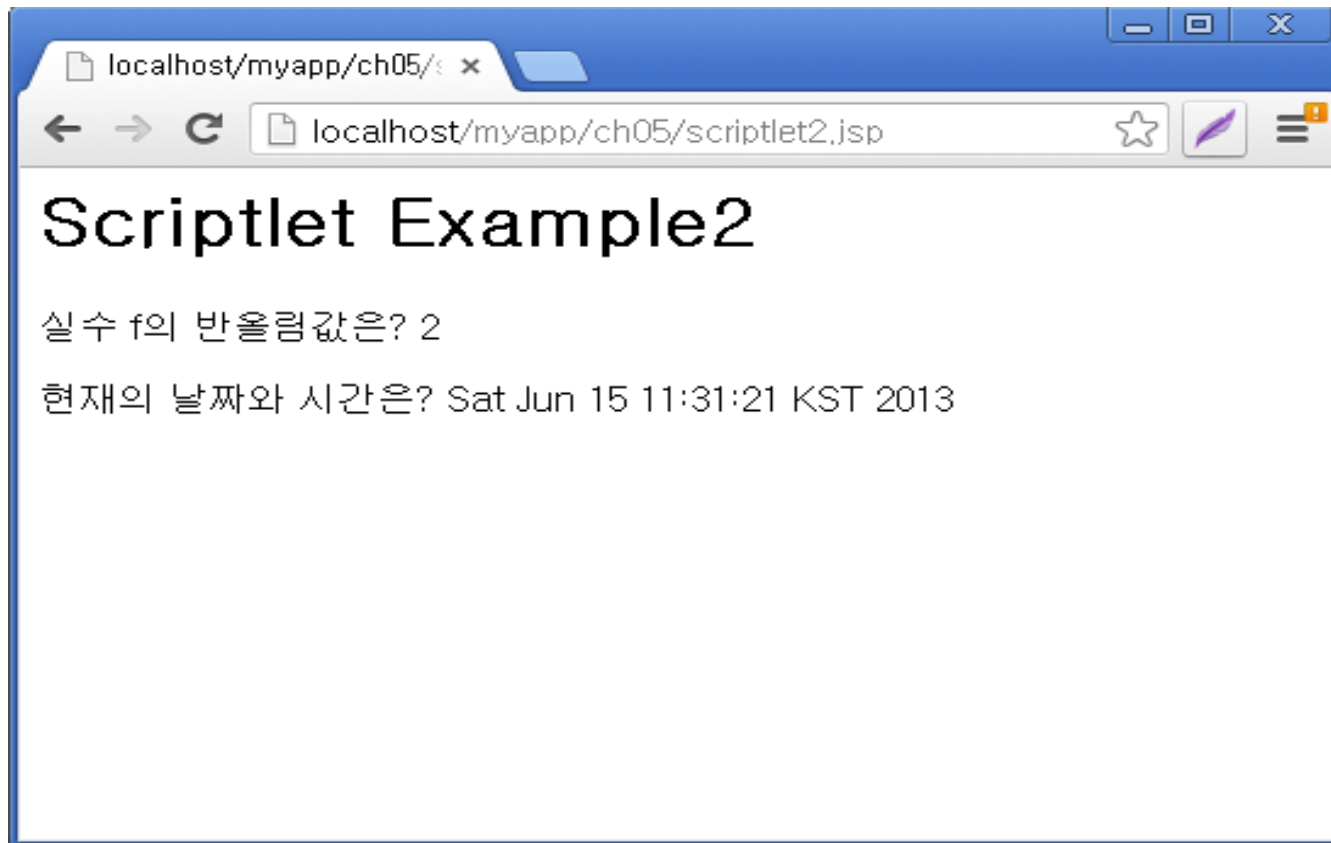 localhost/myapp/ch05/
localhost/myapp/ch05/scriptlet2.jsp
Scriptlet Example2
실수 f의 반올림값은? 2
현재의 날짜와 시간은? Sat Jun 15 11:31:21 KST 2013